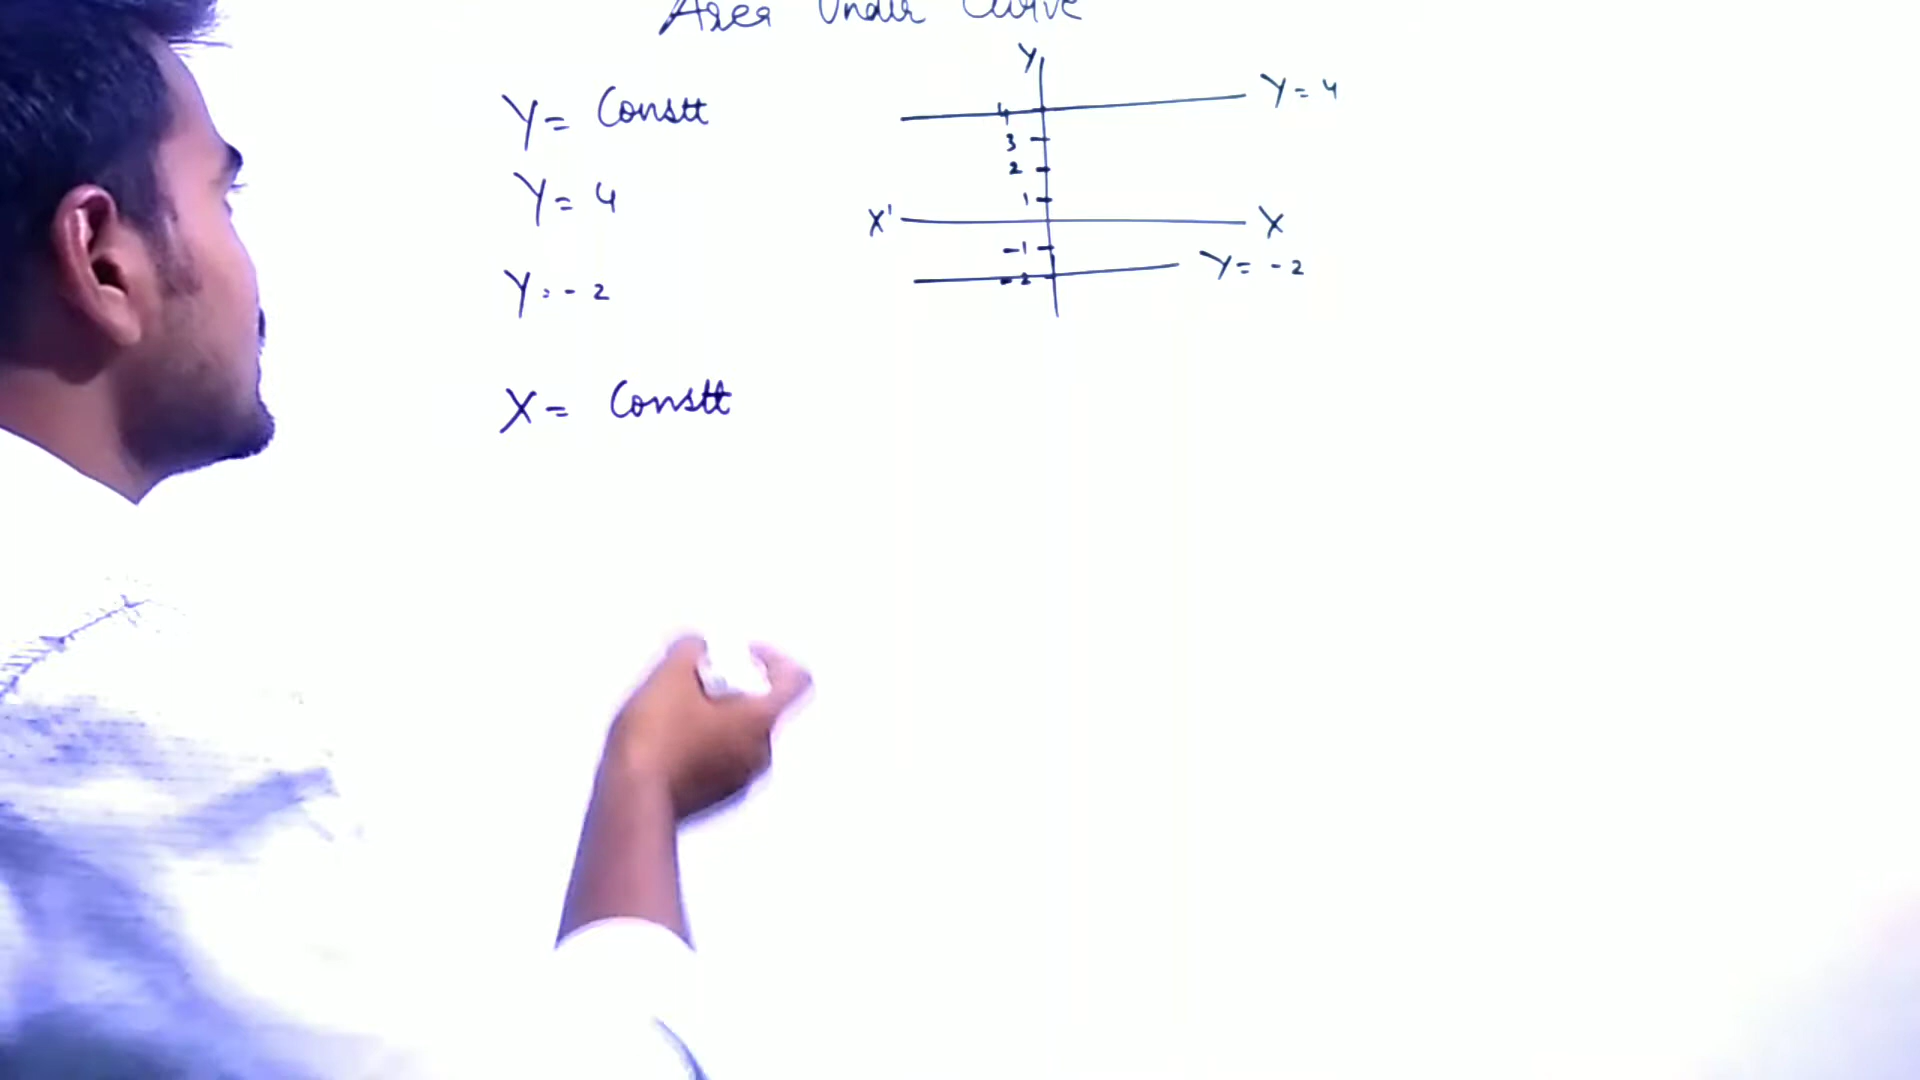 Area Under Curve
Y = Constt
Y = 4
Y = -2
X = Constt
Y
Y = 4
4
3
2
1
X' X
-1
Y = -2
-2